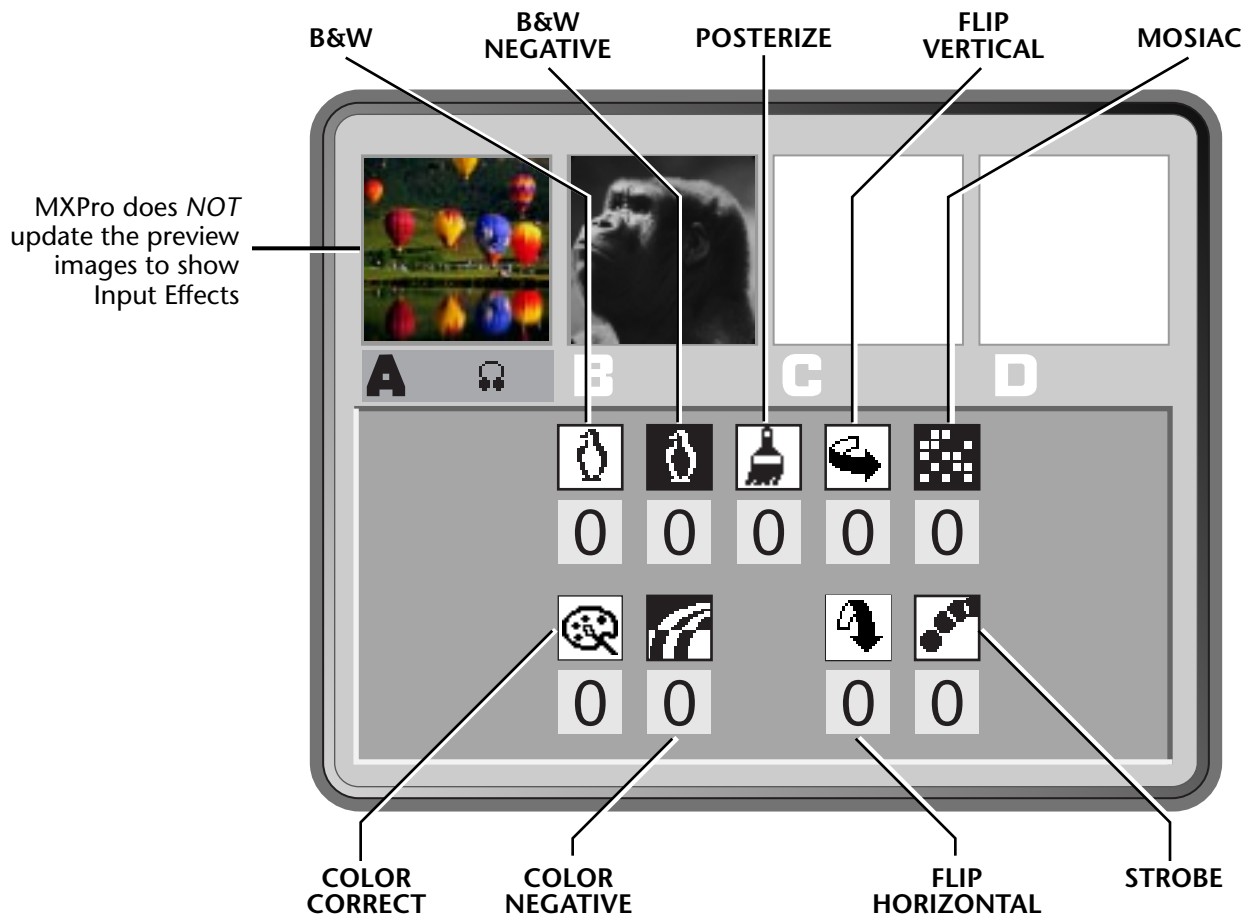 B&W
B&W
NEGATIVE
POSTERIZE
FLIP
VERTICAL
MOSIAC
MXPro does NOT
update the preview
images to show
Input Effects
A
B
C
D
0 0 0 0 0
0 0 0 0
COLOR
CORRECT
COLOR
NEGATIVE
FLIP
HORIZONTAL
STROBE